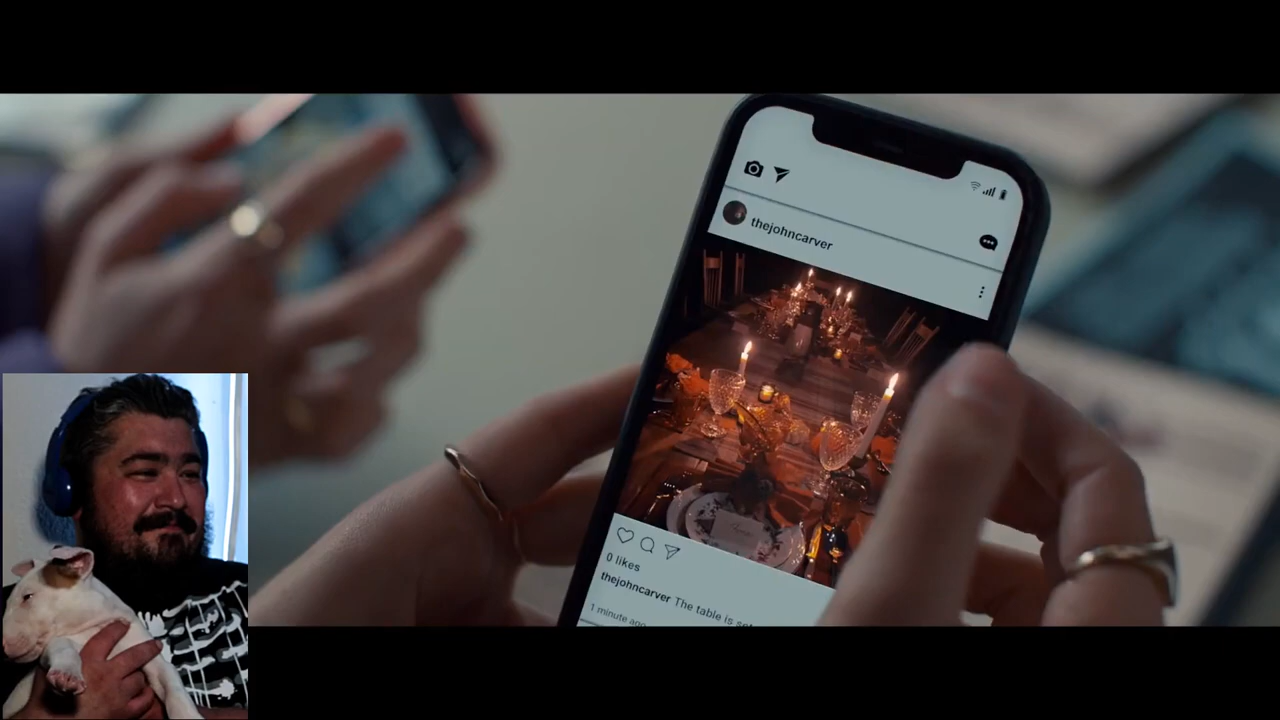 thejohncarver
0 likes
thejohncarver The table is set
1 minute ago